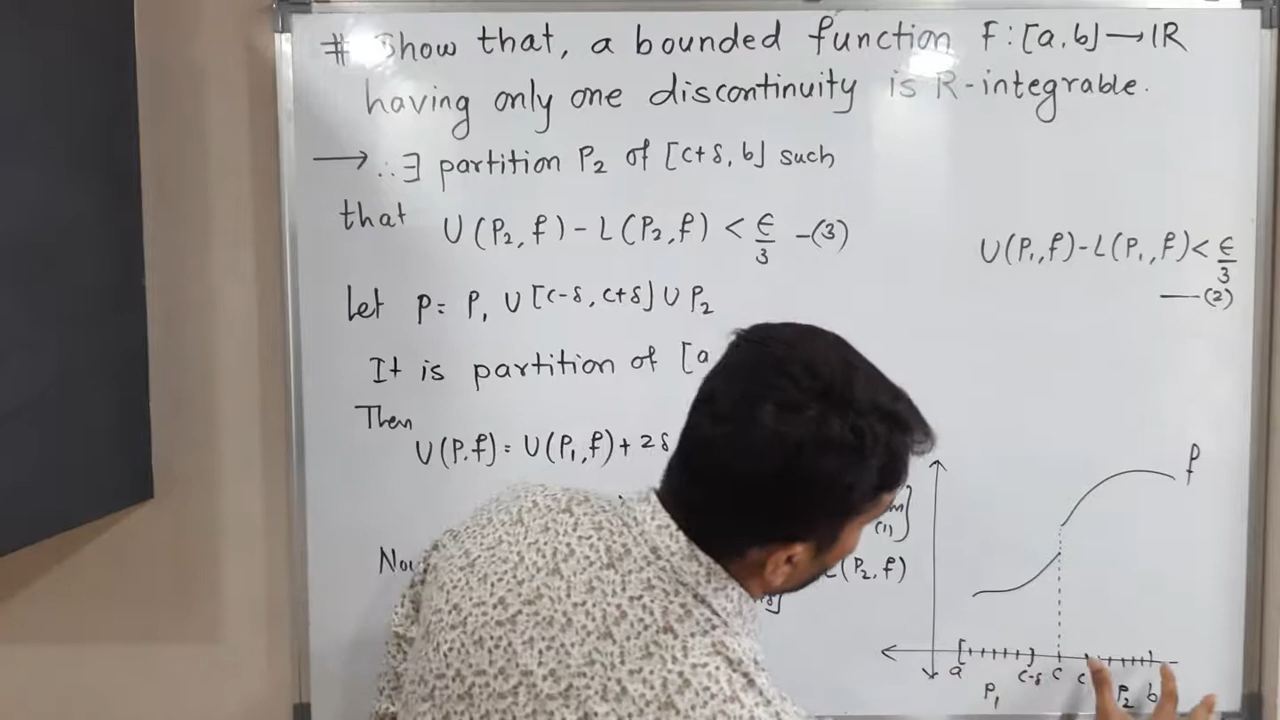 # Show that, a bounded function f:[a,b]→IR
having only one discontinuity is R-integrable.
→ ∴ ∃ partition P₂ of [c+δ, b] such
that U(P₂,f)-L(P₂,f) < ϵ/3 -(3)
U(P₁,f)-L(P₁,f)< ϵ/3
—(2)
Let P= P₁ ∪ [c-δ, c+δ] ∪ P₂
It is partition of [a
Then
U(P.f)= U(P₁,f)+ 2δ
(1)]
L(P₂,f)
f
a c-δ c c
P₁ P₂ b